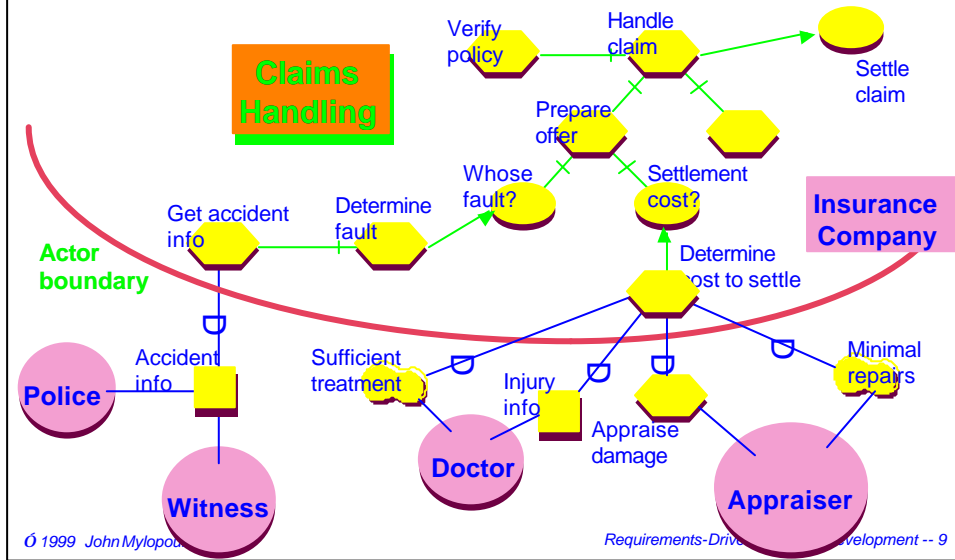 Verify
policy
Handle
claim
Settle
claim
Claims
Handling
Prepare
offer
Whose
fault?
Settlement
cost?
Insurance
Company
Get accident
info
Determine
fault
Actor
boundary
Determine
cost to settle
D
D
D
D
D
Accident
info
Sufficient
treatment
Injury
info
Appraise
damage
Minimal
repairs
Police
Witness
Doctor
Appraiser
Ó 1999 John Mylopou
Requirements-Drive
evelopment -- 9